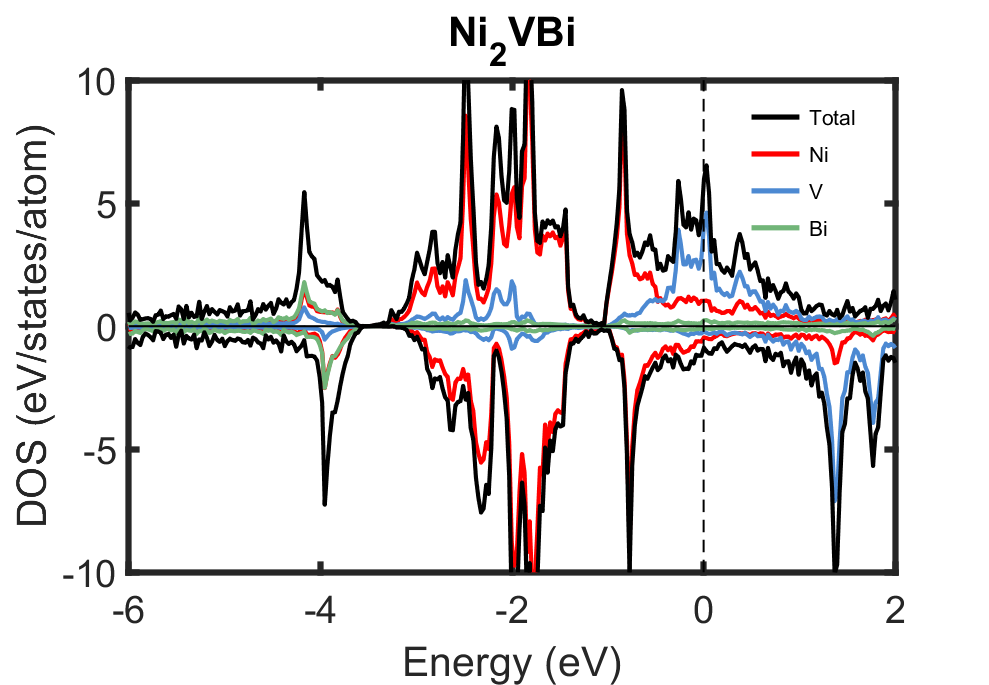 Ni₂VBi
10
5
0
-5
-10
DOS (eV/states/atom)
Total
Ni
V
Bi
-6 -4 -2 0 2
Energy (eV)